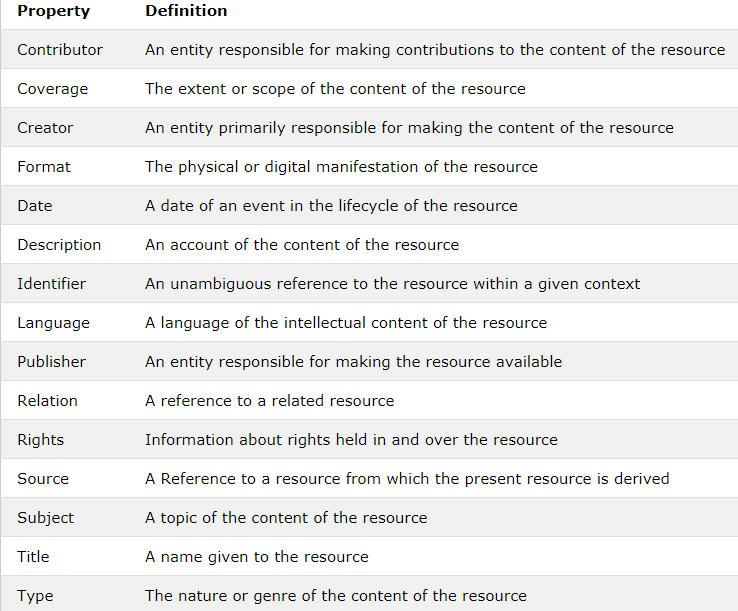 Property Definition
Contributor An entity responsible for making contributions to the content of the resource
Coverage The extent or scope of the content of the resource
Creator An entity primarily responsible for making the content of the resource
Format The physical or digital manifestation of the resource
Date A date of an event in the lifecycle of the resource
Description An account of the content of the resource
Identifier An unambiguous reference to the resource within a given context
Language A language of the intellectual content of the resource
Publisher An entity responsible for making the resource available
Relation A reference to a related resource
Rights Information about rights held in and over the resource
Source A Reference to a resource from which the present resource is derived
Subject A topic of the content of the resource
Title A name given to the resource
Type The nature or genre of the content of the resource